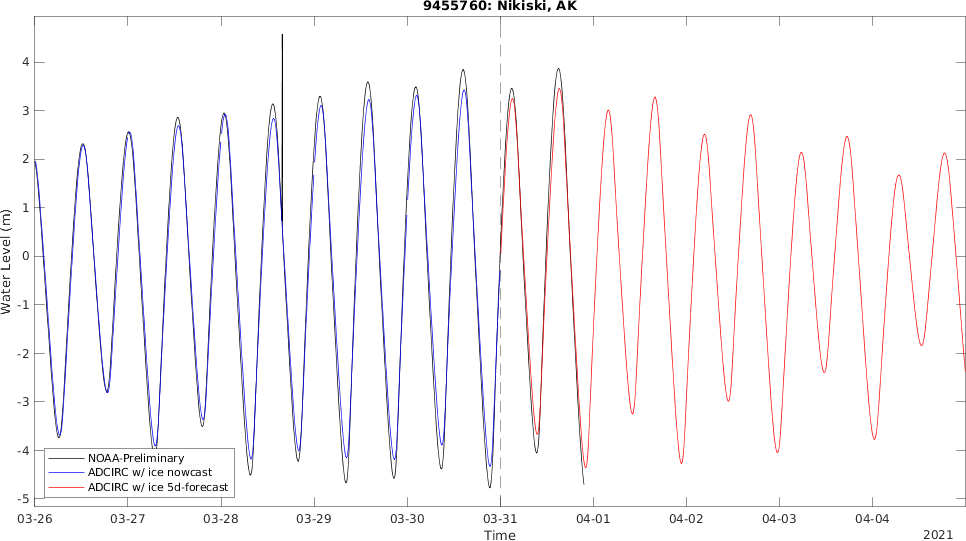 9455760: Nikiski, AK
4
3
2
1
0
-1
-2
-3
-4
-5
Water Level (m)
NOAA-Preliminary
ADCIRC w/ ice nowcast
ADCIRC w/ ice 5d-forecast
03-26 03-27 03-28 03-29 03-30 03-31 04-01 04-02 04-03 04-04
Time
2021